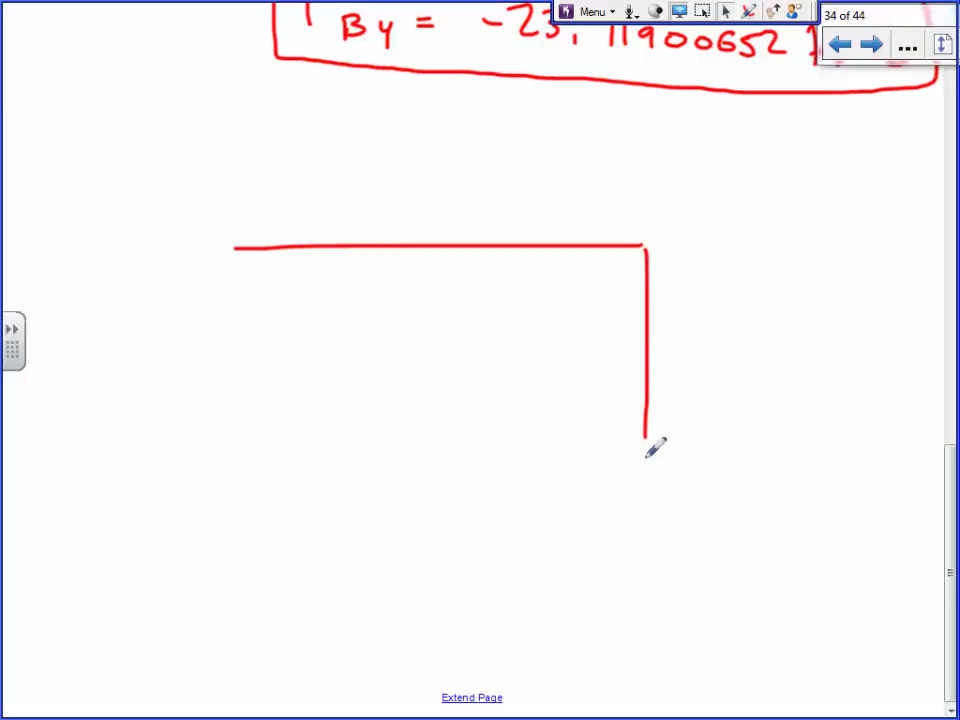 Menu
34 of 44
By = -23.11900652
Extend Page